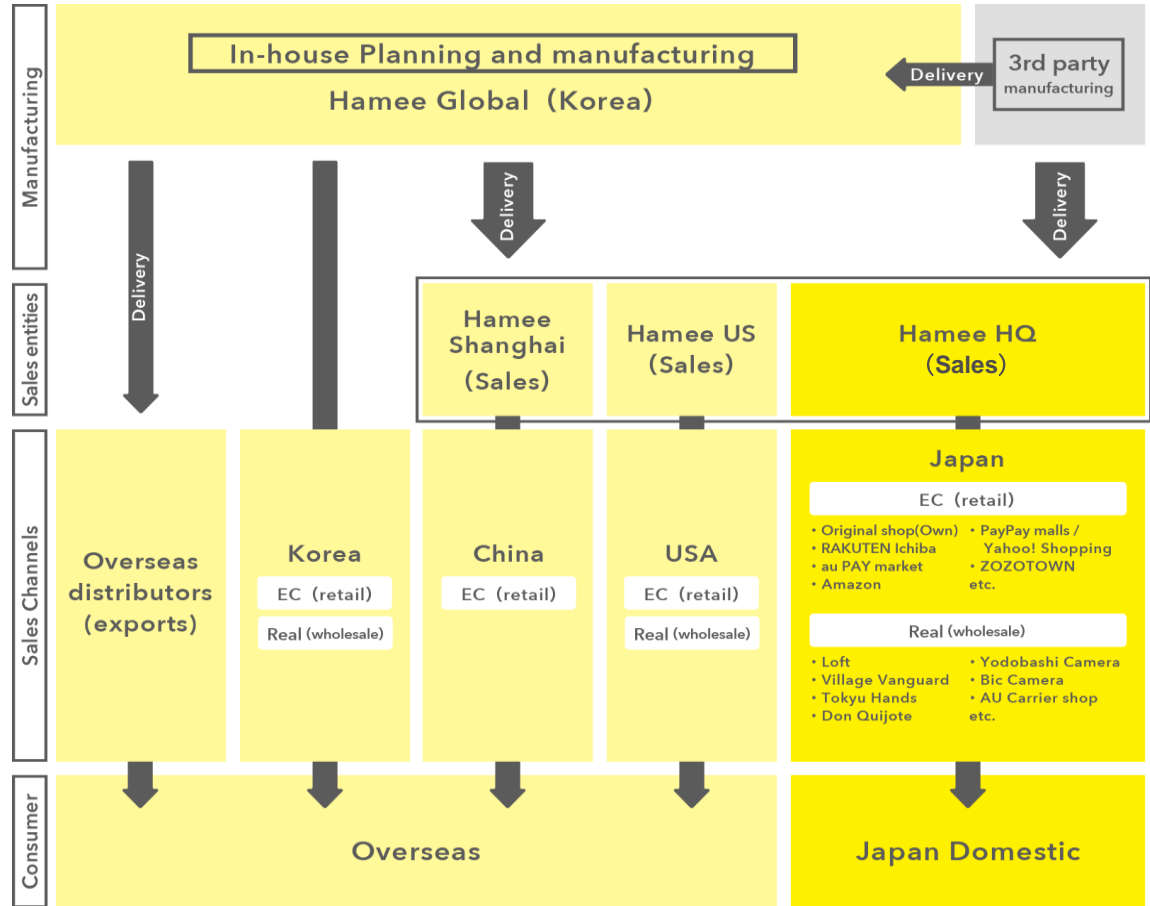 Manufacturing
In-house Planning and manufacturing
Hamee Global（Korea）
Delivery
3rd party
manufacturing
Delivery
Delivery
Delivery
Sales entities
Hamee
Shanghai
（Sales）
Hamee US
（Sales）
Hamee HQ
（Sales）
Sales Channels
Overseas
distributors
(exports)
Korea
EC（retail）
Real（wholesale）
China
EC（retail）
USA
EC（retail）
Real（wholesale）
Japan
EC（retail）
・Original shop(Own)
・RAKUTEN Ichiba
・au PAY market
・Amazon
・PayPay malls /
Yahoo! Shopping
・ZOZOTOWN
etc.
Real（wholesale）
・Loft
・Village Vanguard
・Tokyu Hands
・Don Quijote
・Yodobashi Camera
・Bic Camera
・AU Carrier shop
etc.
Consumer
Overseas
Japan Domestic